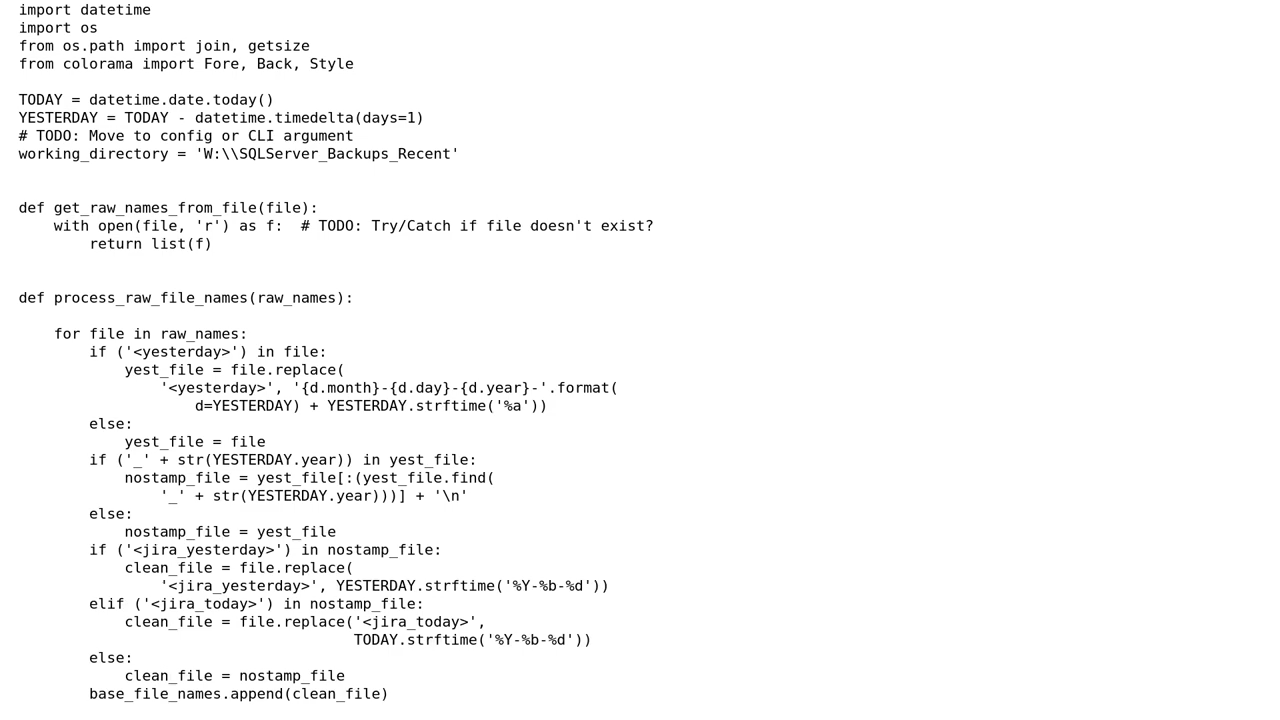 import datetime
import os
from os.path import join, getsize
from colorama import Fore, Back, Style

TODAY = datetime.date.today()
YESTERDAY = TODAY - datetime.timedelta(days=1)
# TODO: Move to config or CLI argument
working_directory = 'W:\\SQLServer_Backups_Recent'


def get_raw_names_from_file(file):
    with open(file, 'r') as f:  # TODO: Try/Catch if file doesn't exist?
        return list(f)


def process_raw_file_names(raw_names):

    for file in raw_names:
        if ('<yesterday>') in file:
            yest_file = file.replace(
                '<yesterday>', '{d.month}-{d.day}-{d.year}-'.format(
                    d=YESTERDAY) + YESTERDAY.strftime('%a'))
        else:
            yest_file = file
        if ('_' + str(YESTERDAY.year)) in yest_file:
            nostamp_file = yest_file[:(yest_file.find(
                '_' + str(YESTERDAY.year)))] + '\n'
        else:
            nostamp_file = yest_file
        if ('<jira_yesterday>') in nostamp_file:
            clean_file = file.replace(
                '<jira_yesterday>', YESTERDAY.strftime('%Y-%b-%d'))
        elif ('<jira_today>') in nostamp_file:
            clean_file = file.replace('<jira_today>',
                                      TODAY.strftime('%Y-%b-%d'))
        else:
            clean_file = nostamp_file
        base_file_names.append(clean_file)